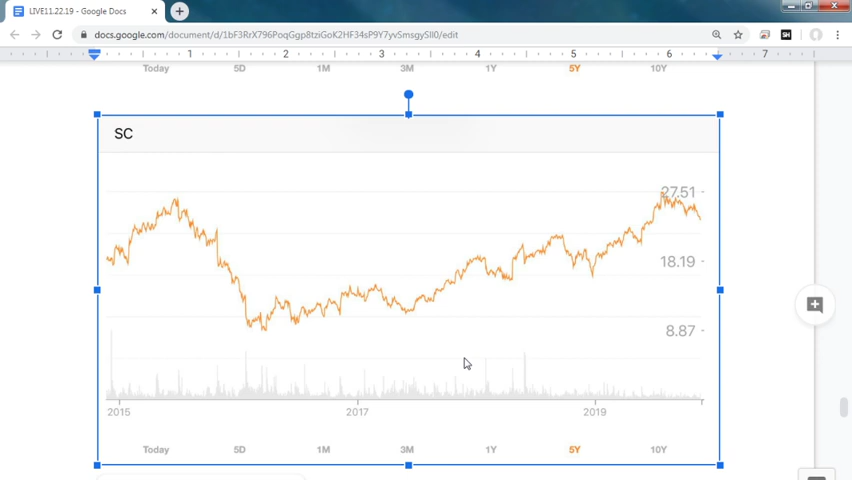 LIVE11.22.19 - Google Docs
docs.google.com/document/d/1bF3RrX796PoqGgp8tziGoK2HF34sP9Y7yvSmsgySlI0/edit
SH
1 2 3 4 5 6 7
Today 5D 1M 3M 1Y 5Y 10Y
SC
27.51
18.19
8.87
2015 2017 2019
Today 5D 1M 3M 1Y 5Y 10Y